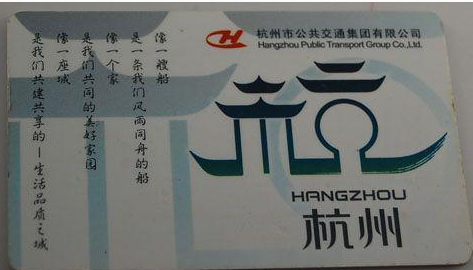 杭州市公共交通集团有限公司
Hangzhou Public Transport Group Co.,Ltd.
像一艘船
是一条我们风雨同舟的船
像一个家
是我们共同的美好家园
像一座城
是我们共建共享的—生活品质之城
杭
HANGZHOU
杭州